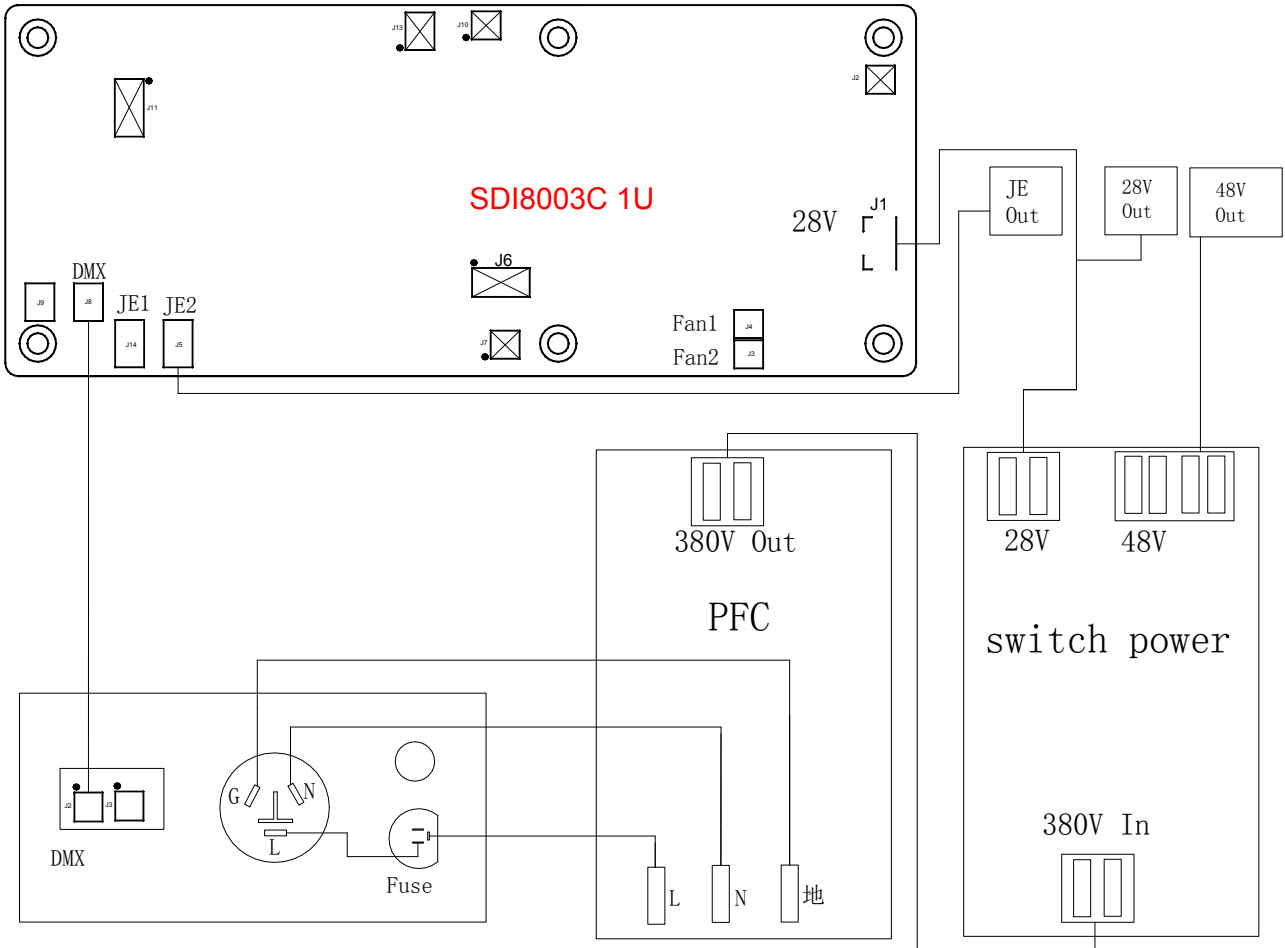 J13
J10
J2
J11
SDI8003C 1U
28V
J1
JE
Out
28V
Out
48V
Out
J6
DMX
J9
J8
JE1
JE2
J14
J5
J7
Fan1
J4
Fan2
J3
380V Out
28V
48V
PFC
switch power
G
N
J2
J3
L
380V In
DMX
Fuse
L
N
地